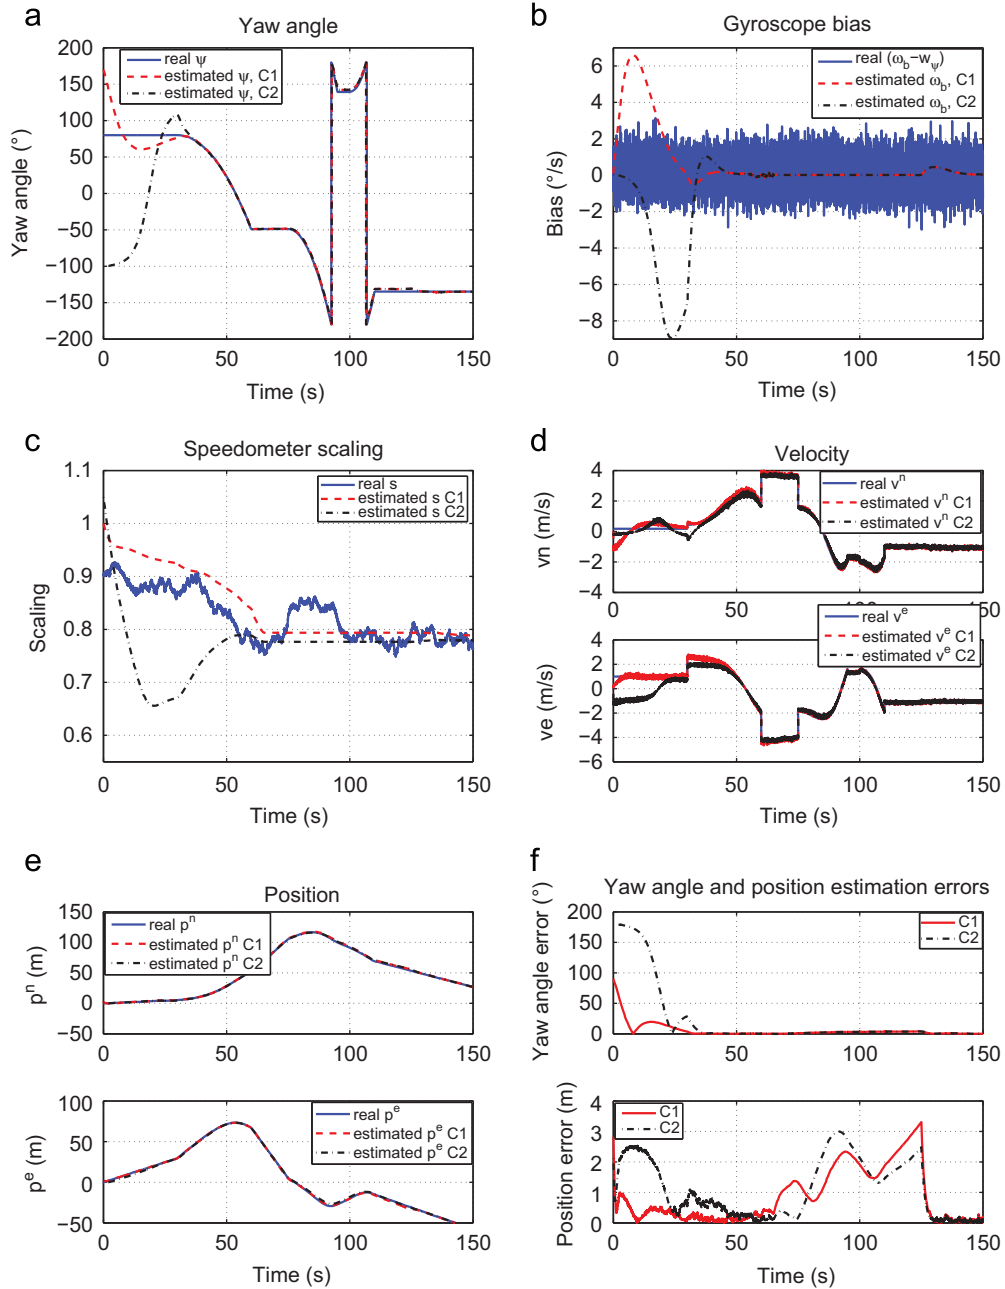 a
Yaw angle
200
150
100
50
0
−50
−100
−150
−200
Yaw angle (°)
real ψ
estimated ψ, C1
estimated ψ, C2
0 50 100 150
Time (s)
b
Gyroscope bias
6
4
2
0
−2
−4
−6
−8
Bias (°/s)
real (ω_b−w_ψ)
estimated ω_b, C1
estimated ω_b, C2
0 50 100 150
Time (s)
c
Speedometer scaling
1.1
1
0.9
0.8
0.7
0.6
Scaling
real s
estimated s C1
estimated s C2
0 50 100 150
Time (s)
d
Velocity
4
2
0
−2
−4
vn (m/s)
real v^n
estimated v^n C1
estimated v^n C2
0 50 100 150
4
2
0
−2
−4
−6
ve (m/s)
real v^e
estimated v^e C1
estimated v^e C2
0 50 100 150
Time (s)
e
Position
150
100
50
0
−50
p^n (m)
real p^n
estimated p^n C1
estimated p^n C2
0 50 100 150
100
50
0
−50
p^e (m)
real p^e
estimated p^e C1
estimated p^e C2
0 50 100 150
Time (s)
f
Yaw angle and position estimation errors
200
150
100
50
0
Yaw angle error (°)
C1
C2
0 50 100 150
4
3
2
1
0
Position error (m)
C1
C2
0 50 100 150
Time (s)